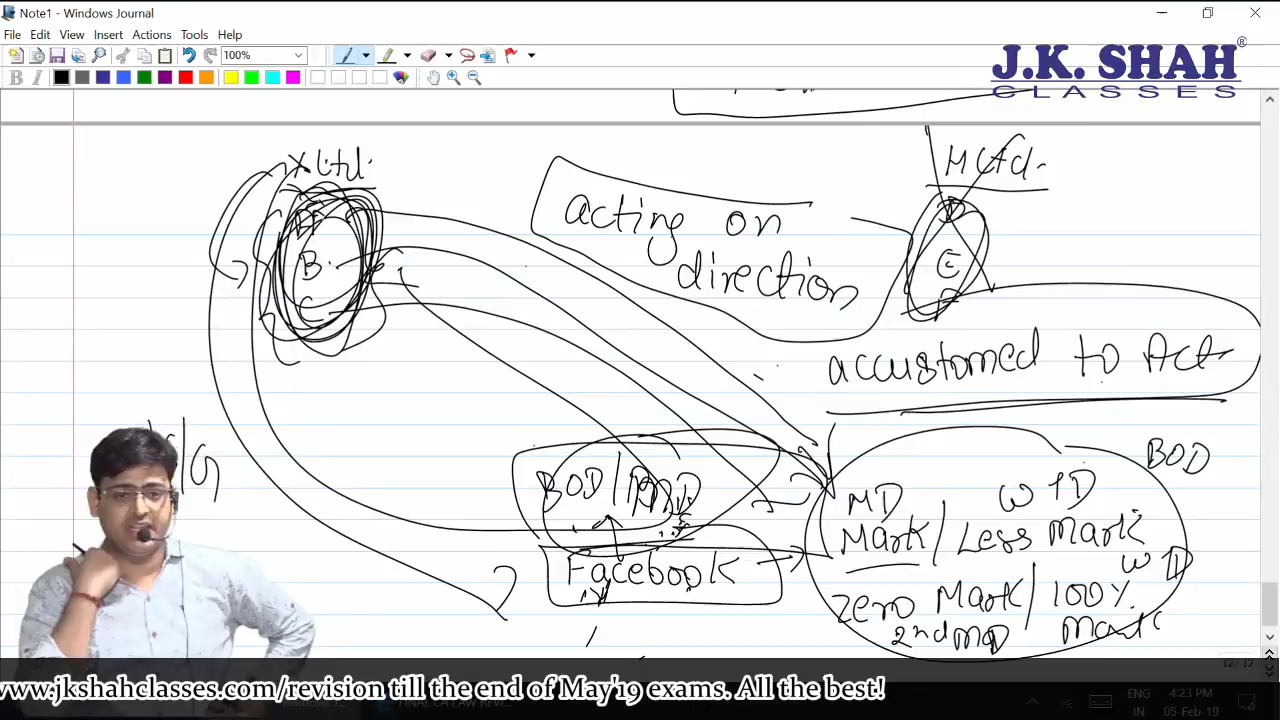 Note1 - Windows Journal
File Edit View Insert Actions Tools Help
100%
B I
J.K. SHAH®
CLASSES
X Ltd.
M Ltd.
acting on
direction
B
C
E
accustomed to Act
BOD
BOD/
MD
WTD
Mark/Less Mark
WTD
Facebook
Zero Mark/100%
2nd MD Mark
www.jkshahclasses.com/revision till the end of May'19 exams. All the best!
12 / 12
ENG
IN
4:23 PM
05-Feb-19